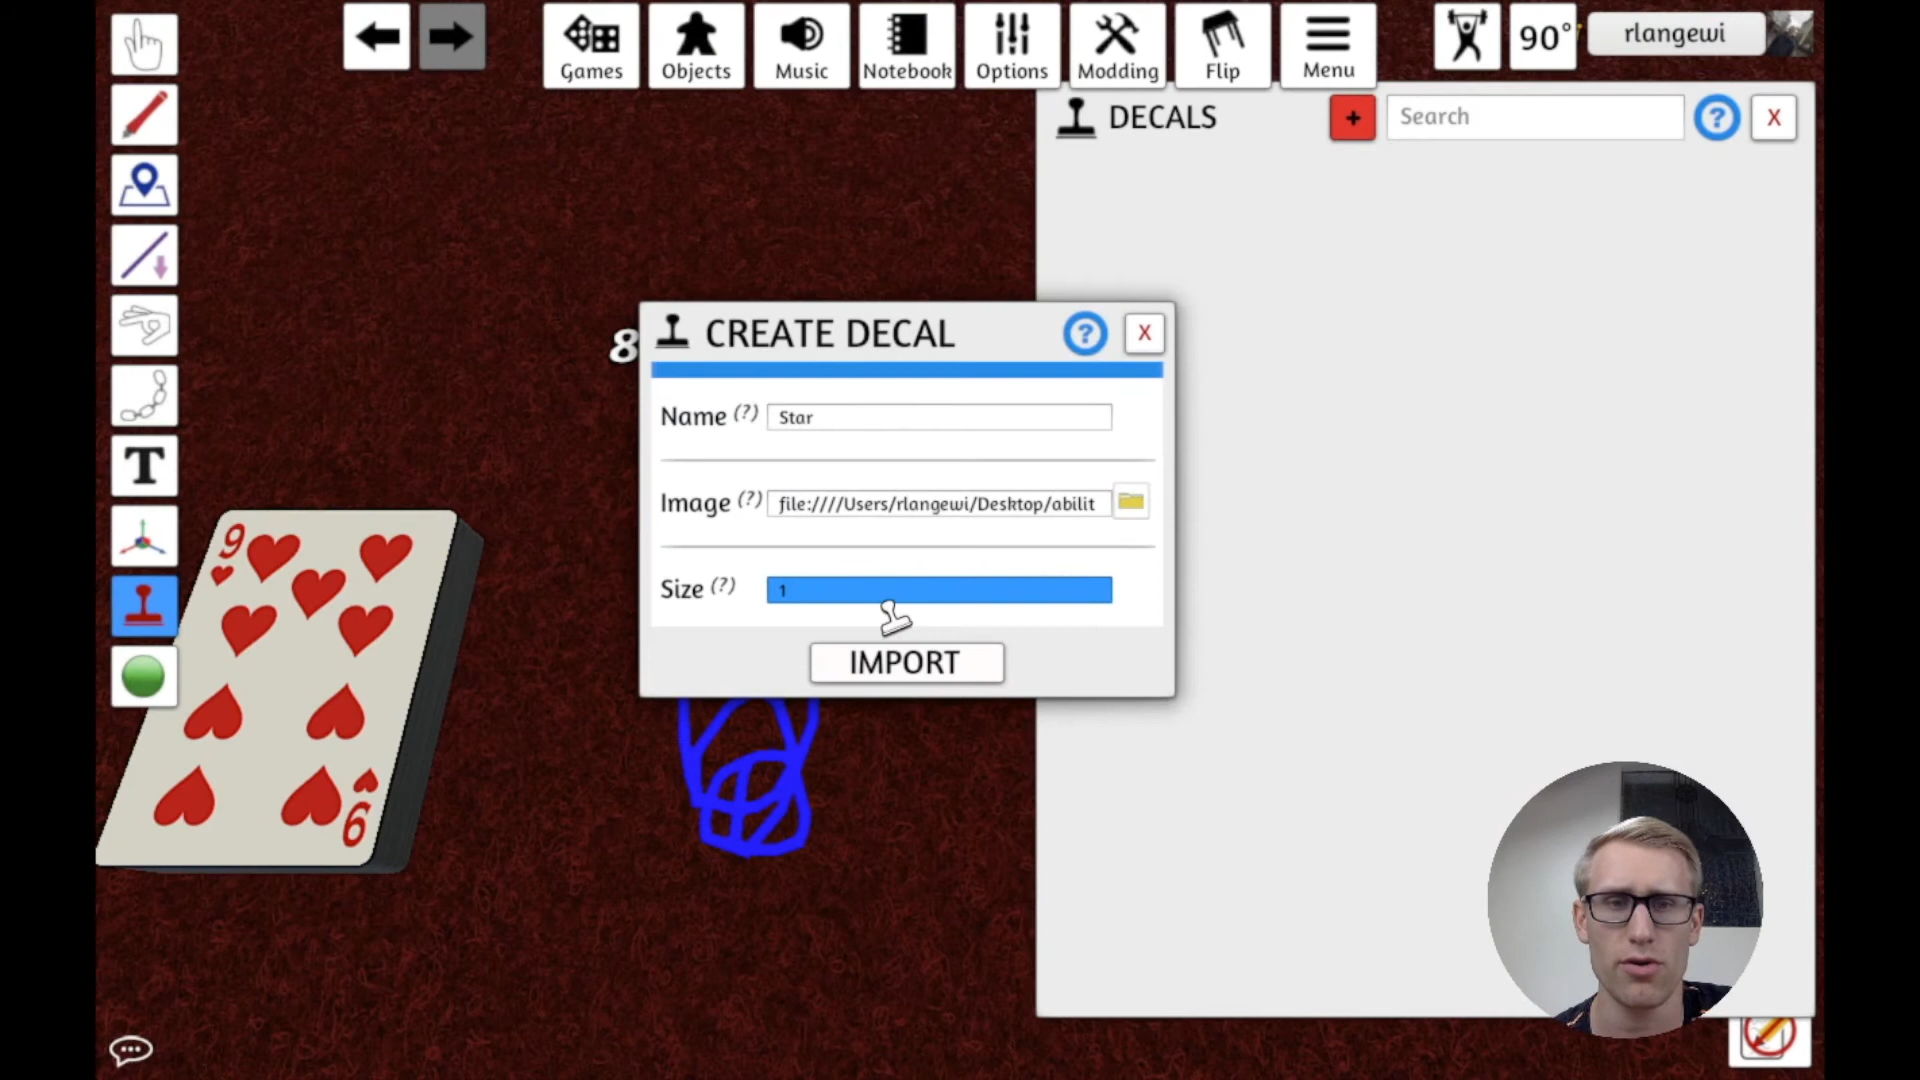 Games
Objects
Music
Notebook
Options
Modding
Flip
Menu
90°
rlangewi
DECALS
+
Search
?
X
8
CREATE DECAL
?
X
Name (?)
Star
Image (?)
file:////Users/rlangewi/Desktop/abilit
Size (?)
1
IMPORT
T
9
9